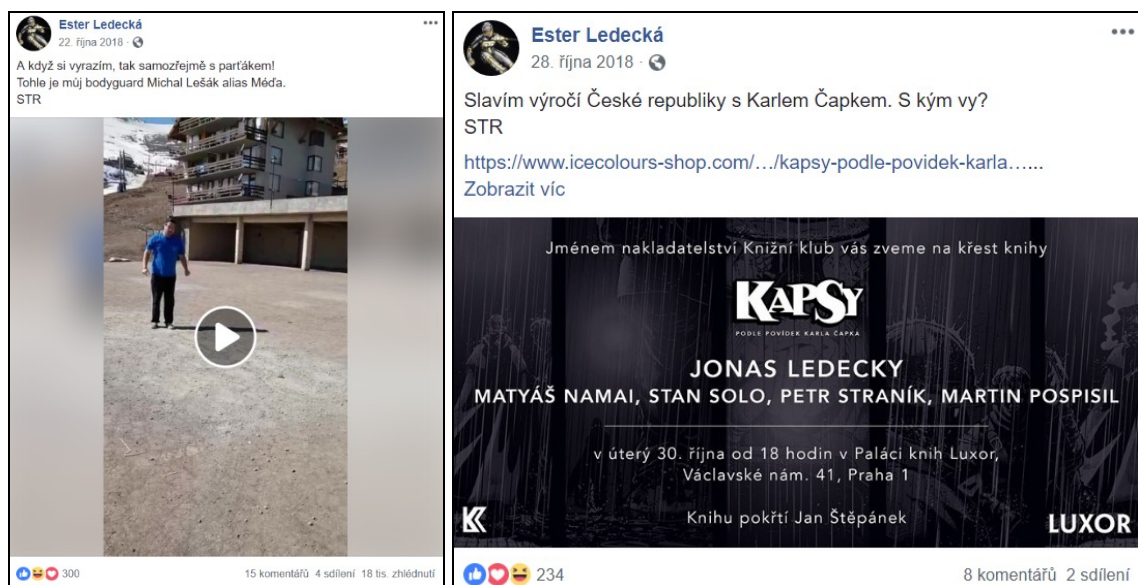 Ester Ledecká
22. října 2018 ·
A když si vyrazím, tak samozřejmě s parťákem!
Tohle je můj bodyguard Michal Lešák alias Méďa.
STR
300
15 komentářů 4 sdílení 18 tis. zhlédnutí
Ester Ledecká
28. října 2018 ·
Slavím výročí České republiky s Karlem Čapkem. S kým vy?
STR
https://www.icecolours-shop.com/…/kapsy-podle-povidek-karla…...
Zobrazit víc
Jménem nakladatelství Knižní klub vás zveme na křest knihy
KAPSY
PODLE POVÍDEK KARLA ČAPKA
JONAS LEDECKY
MATYÁŠ NAMAI, STAN SOLO, PETR STRANÍK, MARTIN POSPISIL
v úterý 30. října od 18 hodin v Paláci knih Luxor,
Václavské nám. 41, Praha 1
Knihu pokřtí Jan Štěpánek
K
LUXOR
234
8 komentářů 2 sdílení